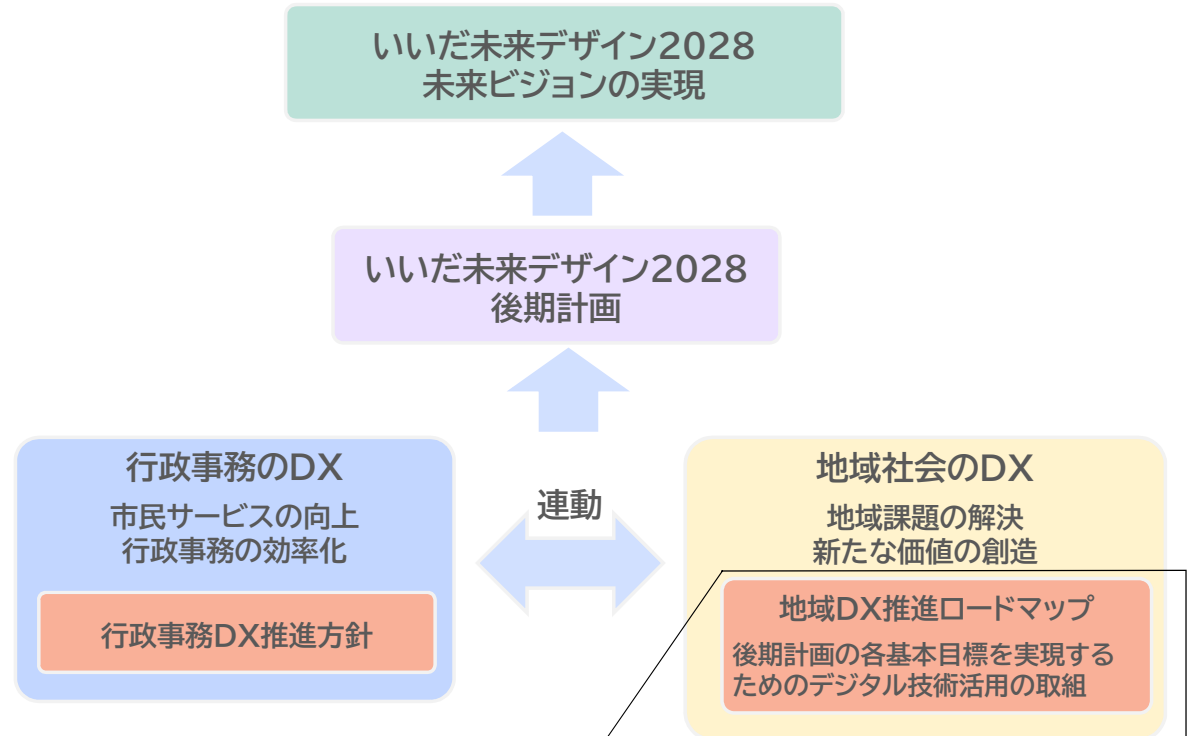 いいだ未来デザイン2028
未来ビジョンの実現
いいだ未来デザイン2028
後期計画
行政事務のDX
市民サービスの向上
行政事務の効率化
行政事務DX推進方針
連動
地域社会のDX
地域課題の解決
新たな価値の創造
地域DX推進ロードマップ
後期計画の各基本目標を実現する
ためのデジタル技術活用の取組